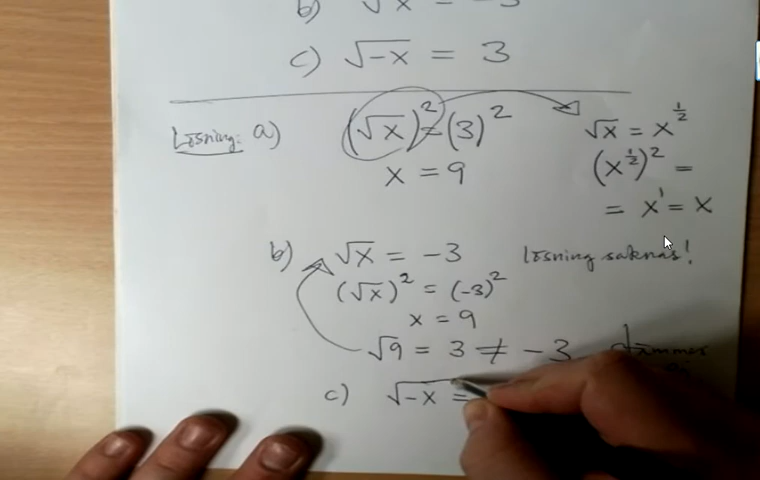 b) √x = -3
c) √-x = 3
Lösning: a) (√x)² = (3)²
x = 9
√x = x^½
(x^½)² =
= x¹ = x
b) √x = -3 lösning saknas!
(√x)² = (-3)²
x = 9
√9 = 3 ≠ -3
c) √-x =